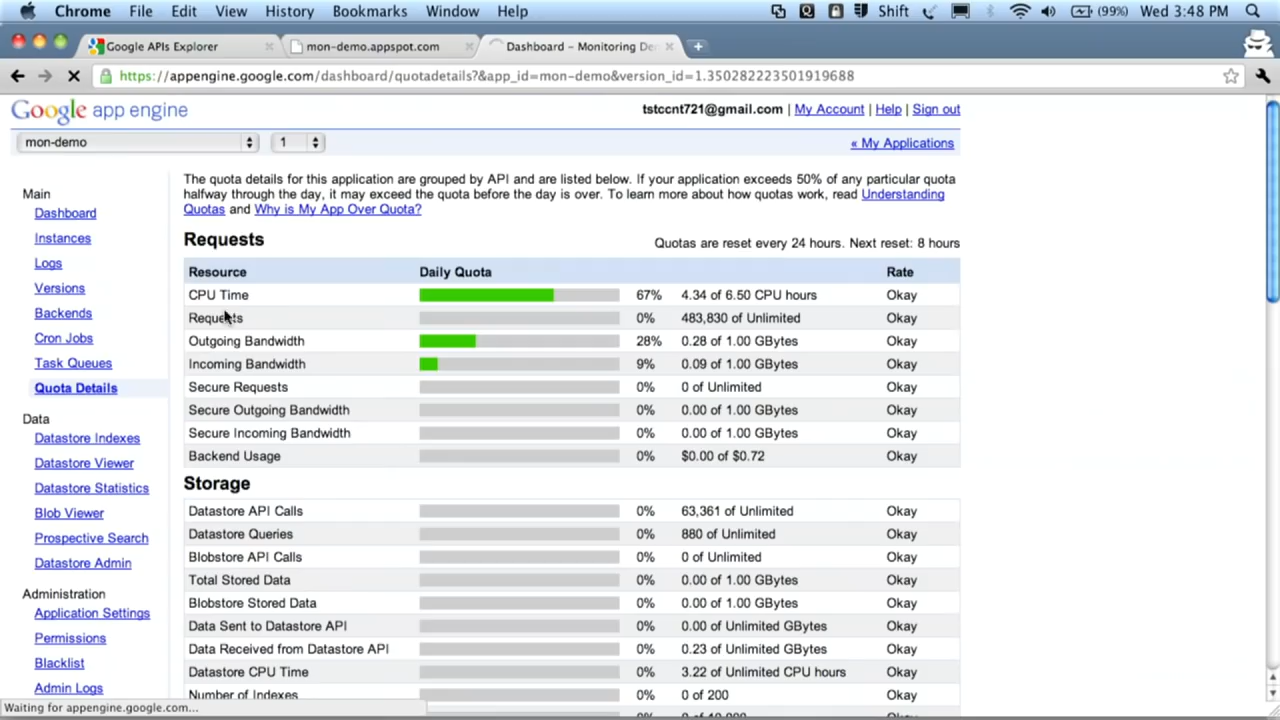 Chrome File Edit View History Bookmarks Window Help Shift (99%) Wed 3:48 PM
Google APIs Explorer mon-demo.appspot.com Dashboard – Monitoring De
https://appengine.google.com/dashboard/quotadetails?&app_id=mon-demo&version_id=1.350282223501919688
Google app engine tstccnt721@gmail.com | My Account | Help | Sign out
mon-demo 1 « My Applications
The quota details for this application are grouped by API and are listed below. If your application exceeds 50% of any particular quota
halfway through the day, it may exceed the quota before the day is over. To learn more about how quotas work, read Understanding
Quotas and Why is My App Over Quota?
Main
Dashboard
Instances
Logs
Versions
Backends
Cron Jobs
Task Queues
Quota Details
Data
Datastore Indexes
Datastore Viewer
Datastore Statistics
Blob Viewer
Prospective Search
Datastore Admin
Administration
Application Settings
Permissions
Blacklist
Admin Logs
Requests Quotas are reset every 24 hours. Next reset: 8 hours
Resource Daily Quota Rate
CPU Time 67% 4.34 of 6.50 CPU hours Okay
Requests 0% 483,830 of Unlimited Okay
Outgoing Bandwidth 28% 0.28 of 1.00 GBytes Okay
Incoming Bandwidth 9% 0.09 of 1.00 GBytes Okay
Secure Requests 0% 0 of Unlimited Okay
Secure Outgoing Bandwidth 0% 0.00 of 1.00 GBytes Okay
Secure Incoming Bandwidth 0% 0.00 of 1.00 GBytes Okay
Backend Usage 0% $0.00 of $0.72 Okay
Storage
Datastore API Calls 0% 63,361 of Unlimited Okay
Datastore Queries 0% 880 of Unlimited Okay
Blobstore API Calls 0% 0 of Unlimited Okay
Total Stored Data 0% 0.00 of 1.00 GBytes Okay
Blobstore Stored Data 0% 0.00 of 1.00 GBytes Okay
Data Sent to Datastore API 0% 0.00 of Unlimited GBytes Okay
Data Received from Datastore API 0% 0.23 of Unlimited GBytes Okay
Datastore CPU Time 0% 3.22 of Unlimited CPU hours Okay
Number of Indexes 0% 0 of 200 Okay
Waiting for appengine.google.com...